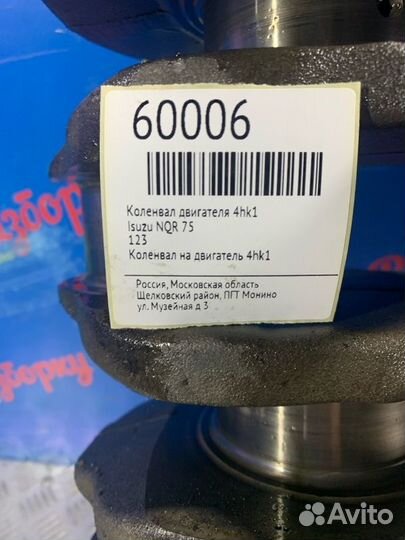 60006
Коленвал двигателя 4hk1
Isuzu NQR 75
123
Коленвал на двигатель 4hk1
Россия, Московская область
Щелковский район, ПГТ Монино
ул. Музейная д 3
Avito